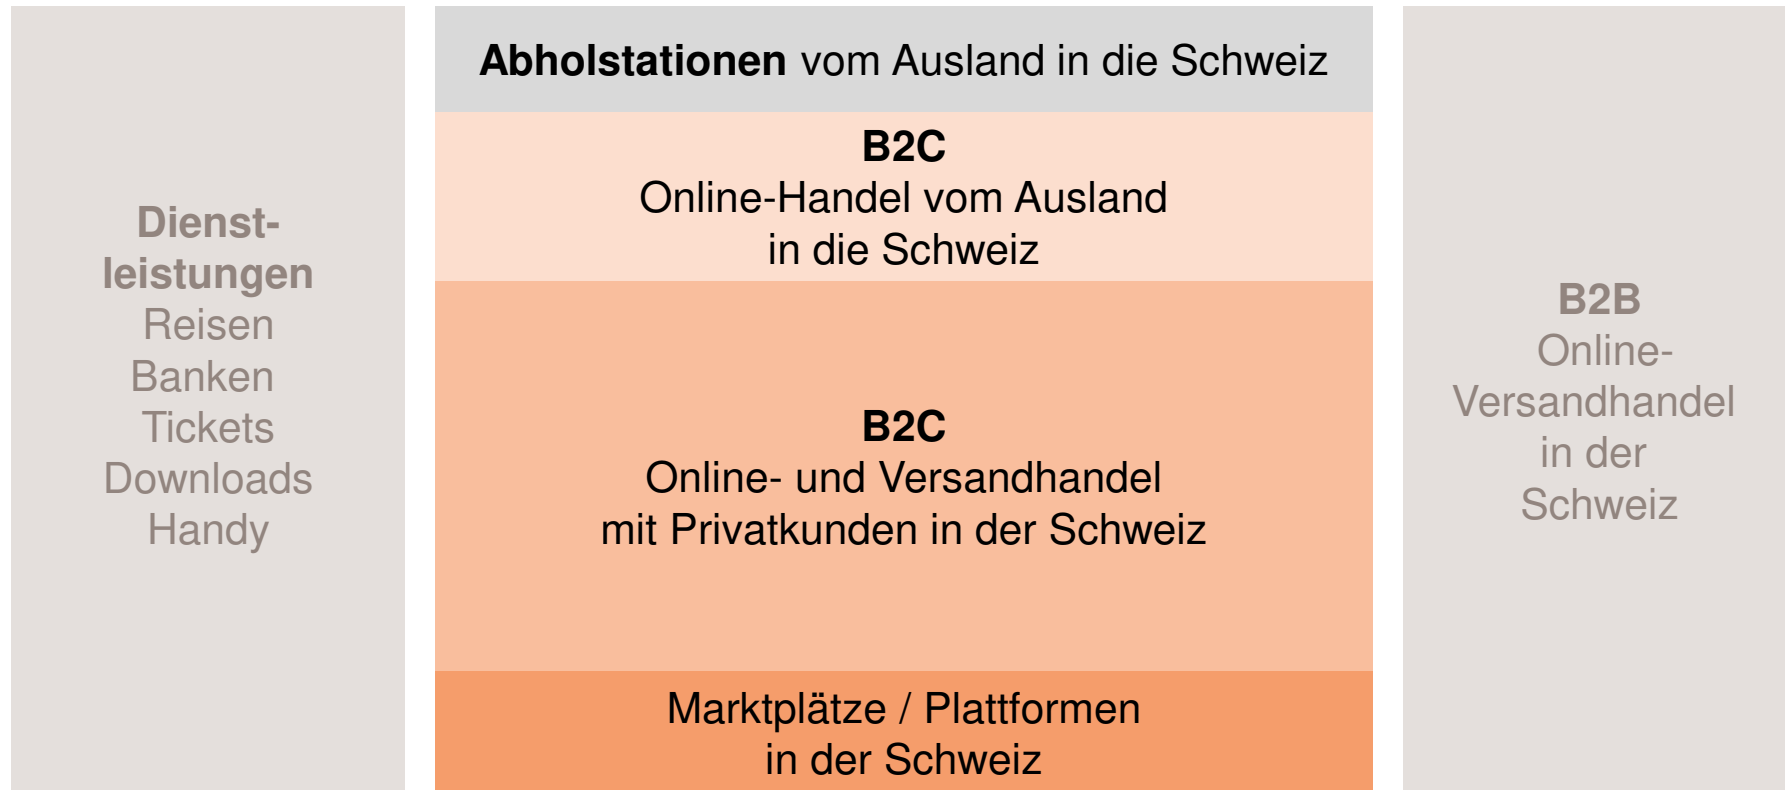 Dienst-
leistungen
Reisen
Banken
Tickets
Downloads
Handy
Abholstationen vom Ausland in die Schweiz
B2C
Online-Handel vom Ausland
in die Schweiz
B2C
Online- und Versandhandel
mit Privatkunden in der Schweiz
Marktplätze / Plattformen
in der Schweiz
B2B
Online-
Versandhandel
in der
Schweiz